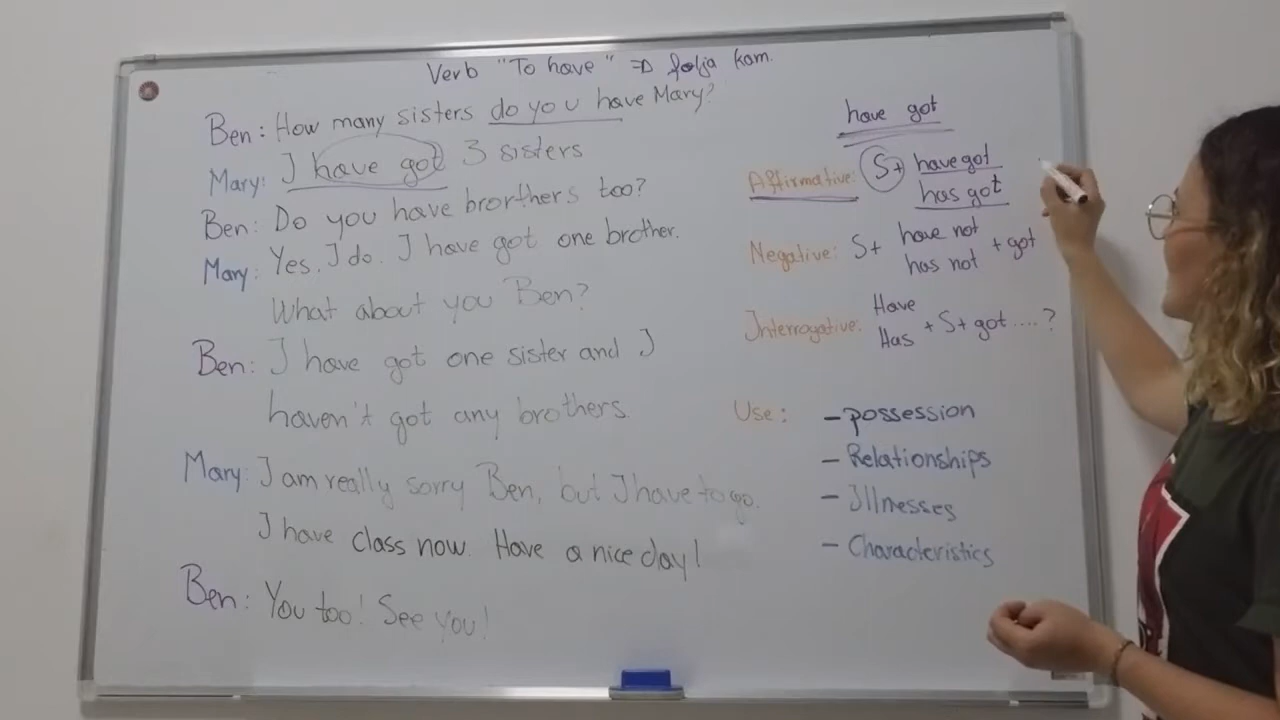 Verb "To have" => folja kam.
Ben: How many sisters do you have Mary?
Mary: I have got 3 sisters
Ben: Do you have brorthers too?
Mary: Yes, I do. I have got one brother.
What about you Ben?
Ben: I have got one sister and I
haven't got any brothers.
Mary: I am really sorry Ben, but I have to go.
I have class now. Have a nice day!
Ben: You too! See you!
have got
Affirmative: S+ have got
has got
Negative: S+ have not
has not + got
Interrogative: Have
Has + S+ got ....?
Use: - possession
- Relationships
- Illnesses
- Characteristics